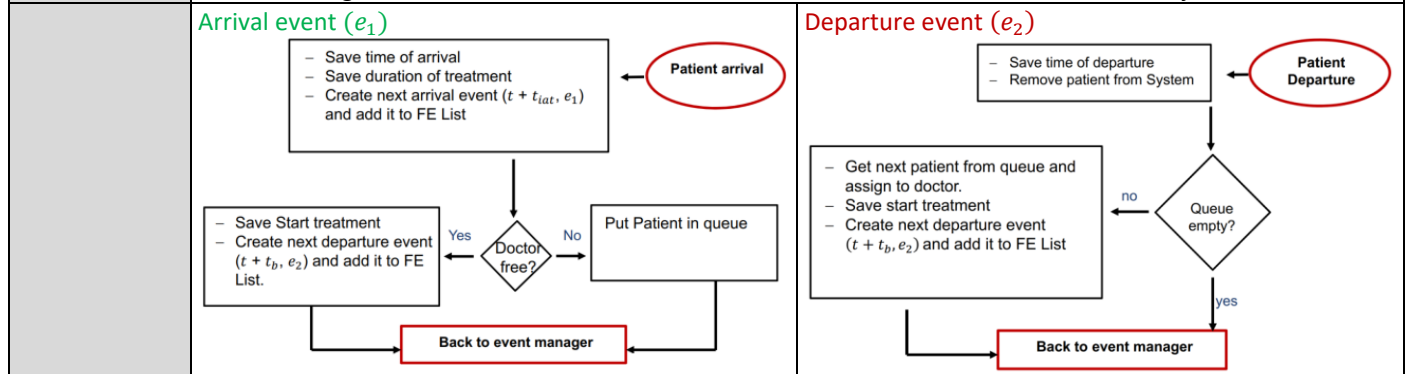 Arrival event (𝑒₁)
Patient arrival
– Save time of arrival
– Save duration of treatment
– Create next arrival event (𝑡 + 𝑡ᵢₐₜ, 𝑒₁)
and add it to FE List
Doctor
free?
Yes
– Save Start treatment
– Create next departure event
(𝑡 + 𝑡_b, 𝑒₂) and add it to FE
List.
No
Put Patient in queue
Back to event manager
Departure event (𝑒₂)
Patient
Departure
– Save time of departure
– Remove patient from System
Queue
empty?
no
– Get next patient from queue and
assign to doctor.
– Save start treatment
– Create next departure event
(𝑡 + 𝑡_b, 𝑒₂) and add it to FE List
yes
Back to event manager